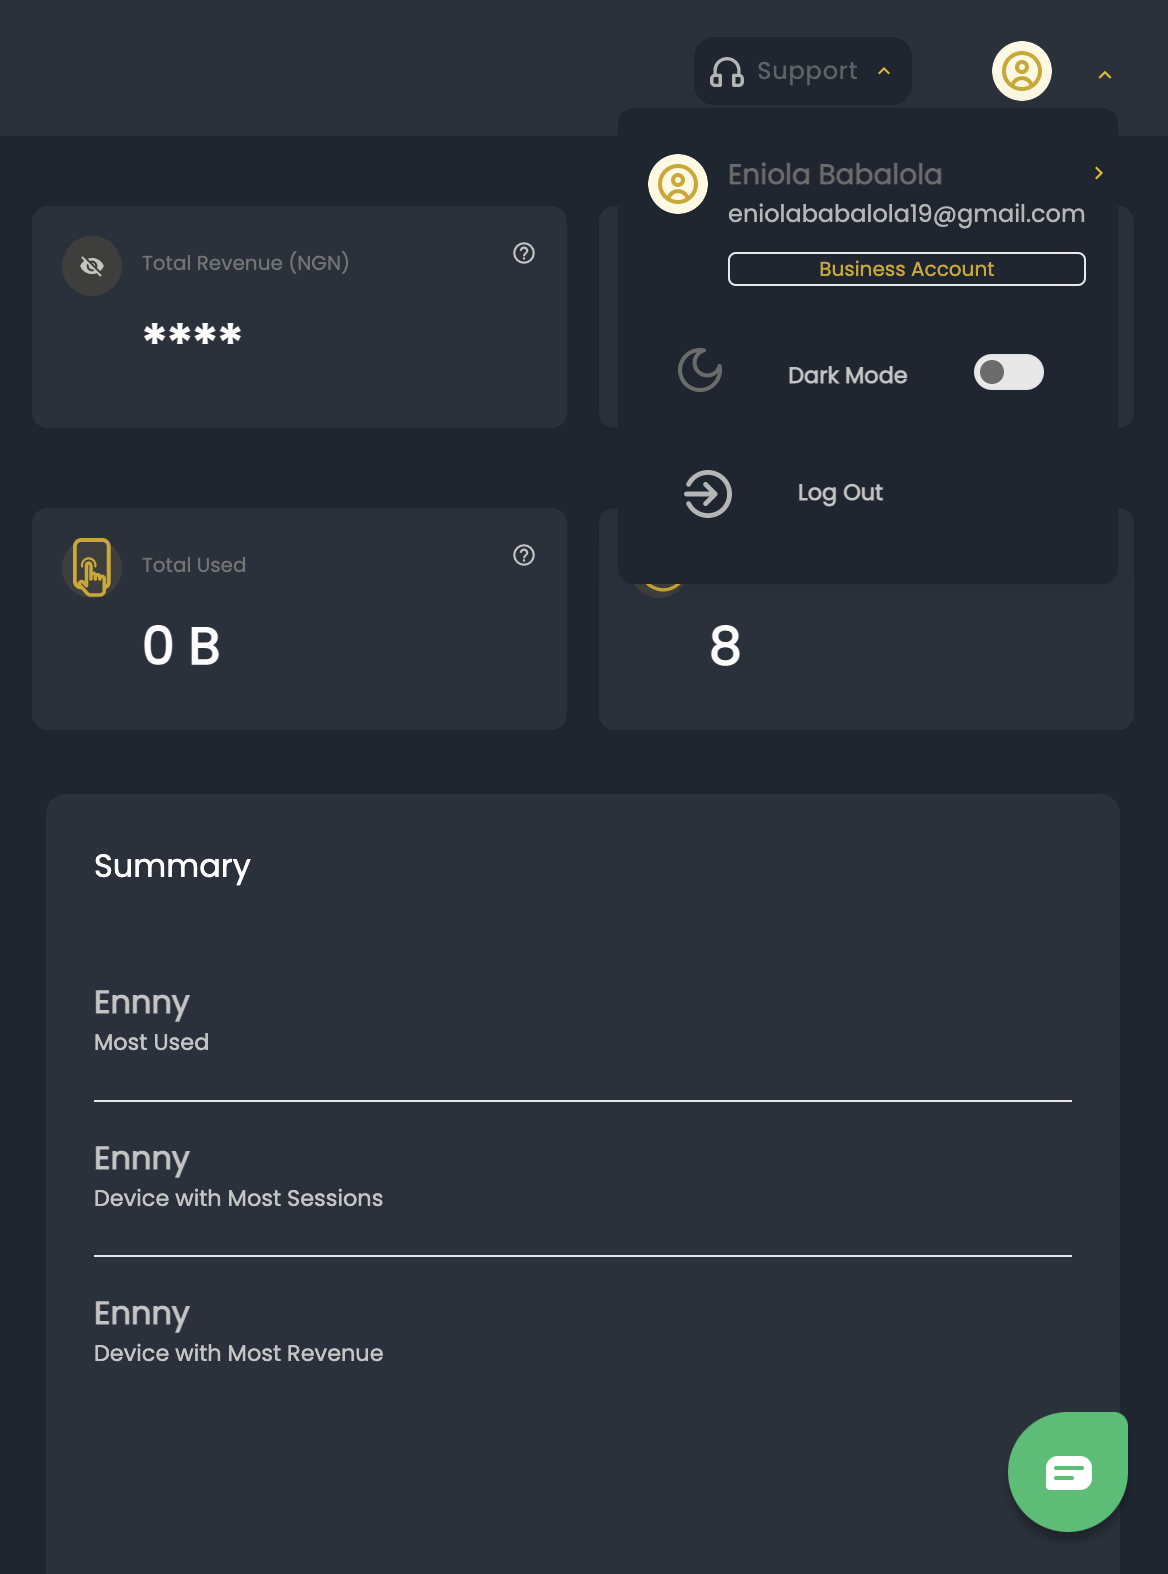 Support
Eniola Babalola
eniolababalola19@gmail.com
Business Account
Dark Mode
Log Out
Total Revenue (NGN)
****
Total Used
0 B
8
Summary
Ennny
Most Used
Ennny
Device with Most Sessions
Ennny
Device with Most Revenue